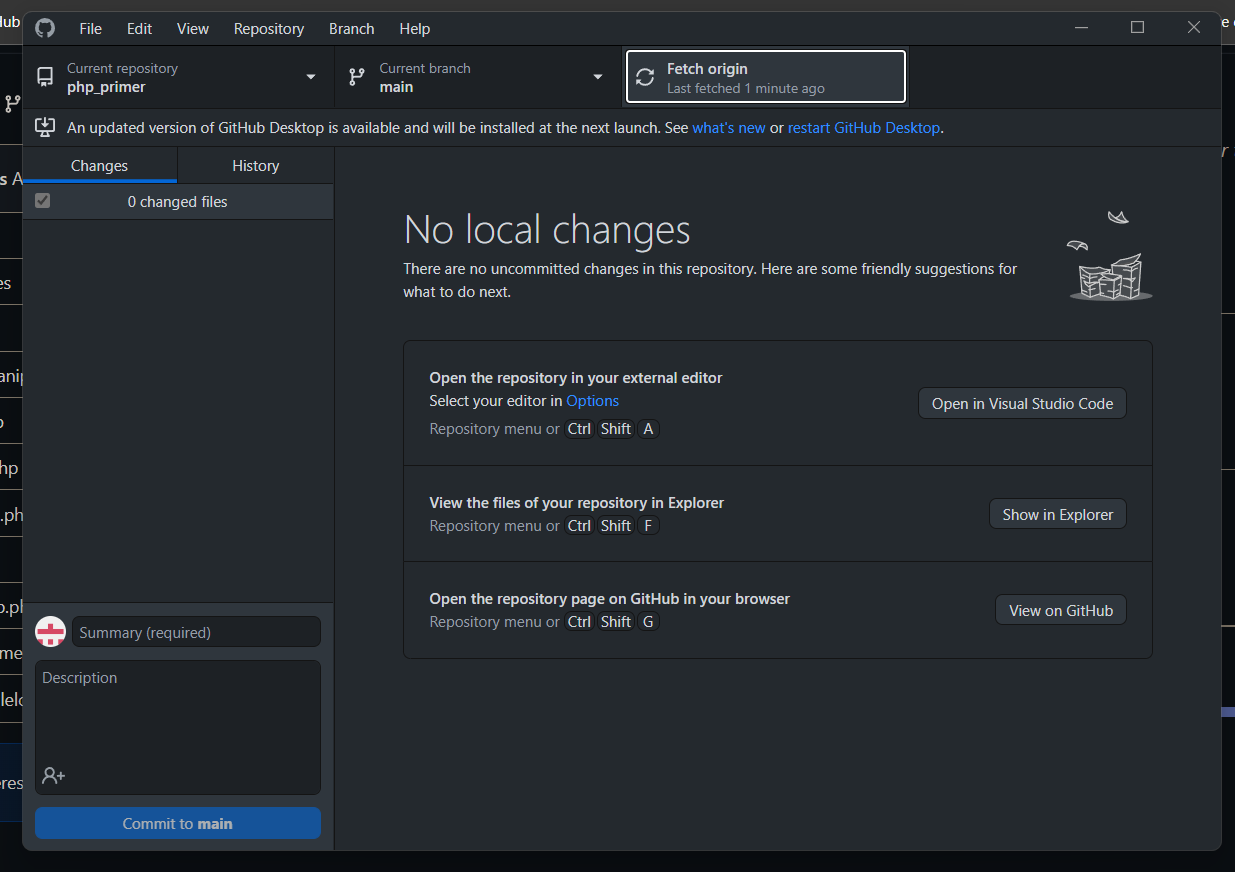 File Edit View Repository Branch Help
Current repository
php_primer
Current branch
main
Fetch origin
Last fetched 1 minute ago
An updated version of GitHub Desktop is available and will be installed at the next launch. See what's new or restart GitHub Desktop.
Changes History
0 changed files
No local changes
There are no uncommitted changes in this repository. Here are some friendly suggestions for
what to do next.
Open the repository in your external editor
Select your editor in Options
Repository menu or Ctrl Shift A
Open in Visual Studio Code
View the files of your repository in Explorer
Repository menu or Ctrl Shift F
Show in Explorer
Open the repository page on GitHub in your browser
Repository menu or Ctrl Shift G
View on GitHub
Summary (required)
Description
Commit to main